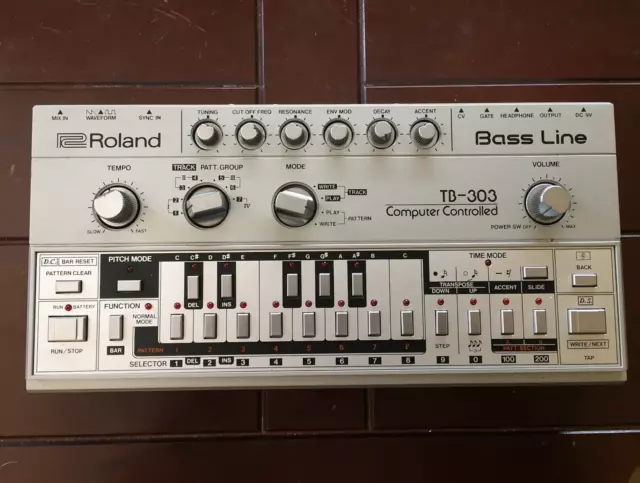 MIX IN WAVEFORM SYNC IN TUNING CUT OFF FREQ RESONANCE ENV MOD DECAY ACCENT CV GATE HEADPHONE OUTPUT DC 9V
Roland Bass Line
TEMPO TRACK PATT. GROUP MODE VOLUME
WRITE TRACK
PLAY
PLAY PATTERN
WRITE
TB-303
Computer Controlled
SLOW FAST POWER SW OFF MAX
D.C. BAR RESET PITCH MODE C C# D D# E F F# G G# A A# B C TIME MODE
PATTERN CLEAR BACK
TRANSPOSE
DOWN UP ACCENT SLIDE
DEL INS D.S.
RUN BATTERY FUNCTION
NORMAL MODE
RUN/STOP BAR PATTERN 1 2 3 4 5 6 7 STEP A B WRITE/NEXT
PATT. SECTION
SELECTOR 1 DEL 2 INS 3 4 5 6 7 8 9 0 100 200 TAP